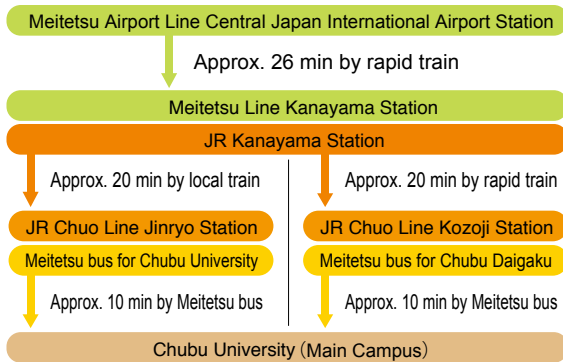 Meitetsu Airport Line Central Japan International Airport Station
Approx. 26 min by rapid train
Meitetsu Line Kanayama Station
JR Kanayama Station
Approx. 20 min by local train
Approx. 20 min by rapid train
JR Chuo Line Jinryo Station
JR Chuo Line Kozoji Station
Meitetsu bus for Chubu University
Meitetsu bus for Chubu Daigaku
Approx. 10 min by Meitetsu bus
Approx. 10 min by Meitetsu bus
Chubu University (Main Campus)